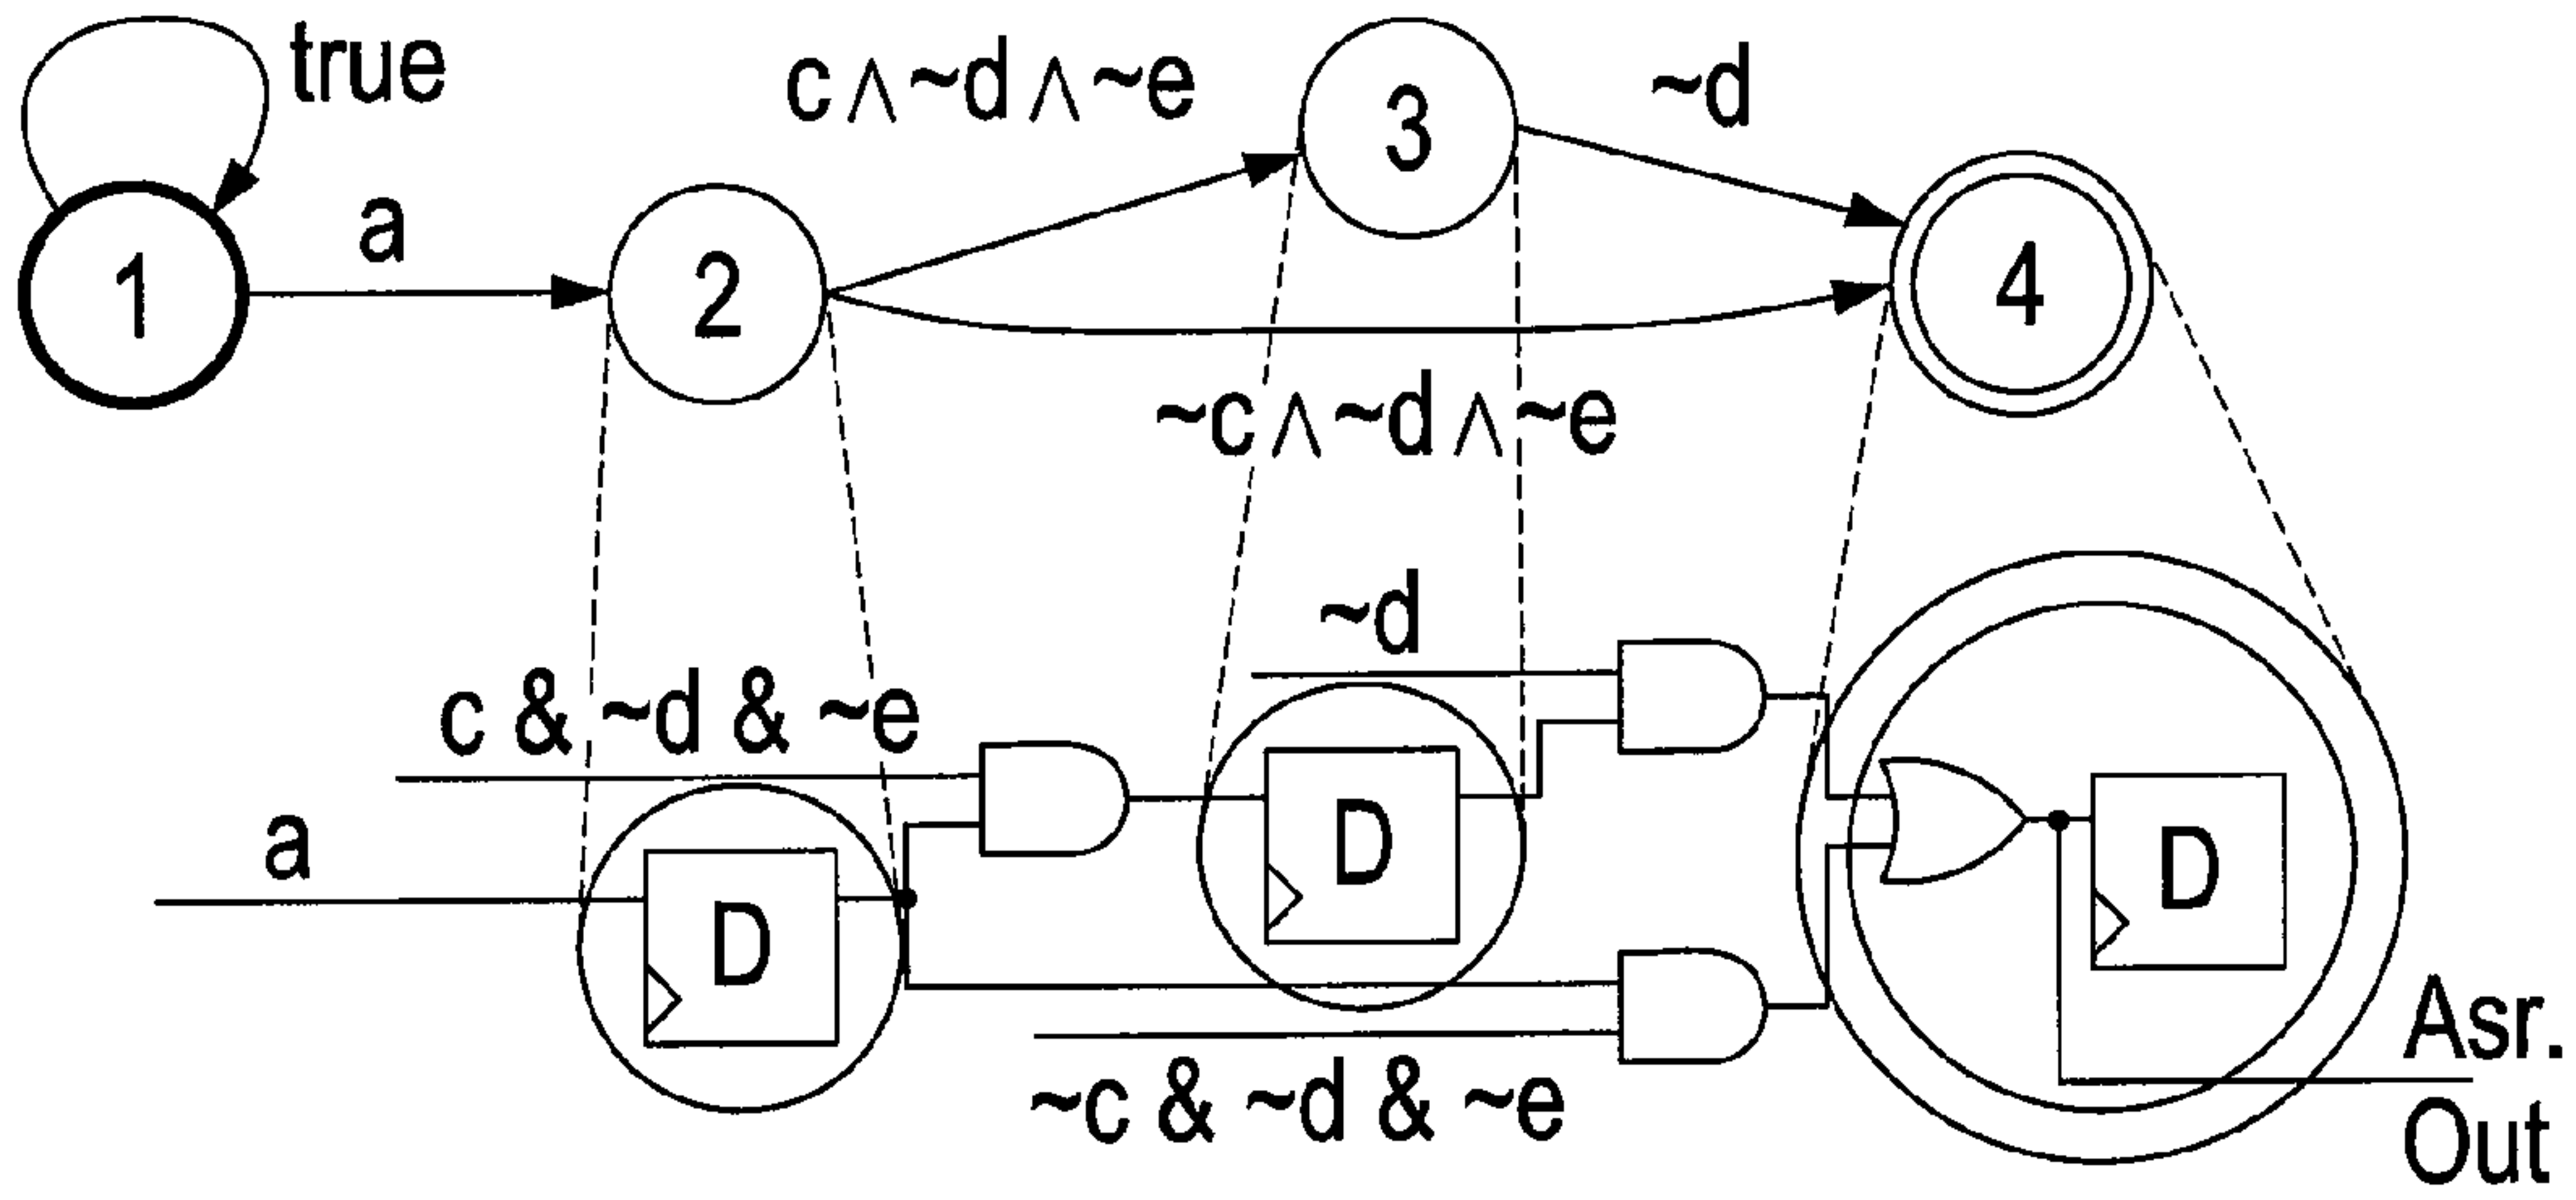 true
c ∧ ~d ∧ ~e
3
~d
a
1
2
4
~c ∧ ~d ∧ ~e
~d
c & ~d & ~e
a
D
D
D
~c & ~d & ~e
Asr.
Out